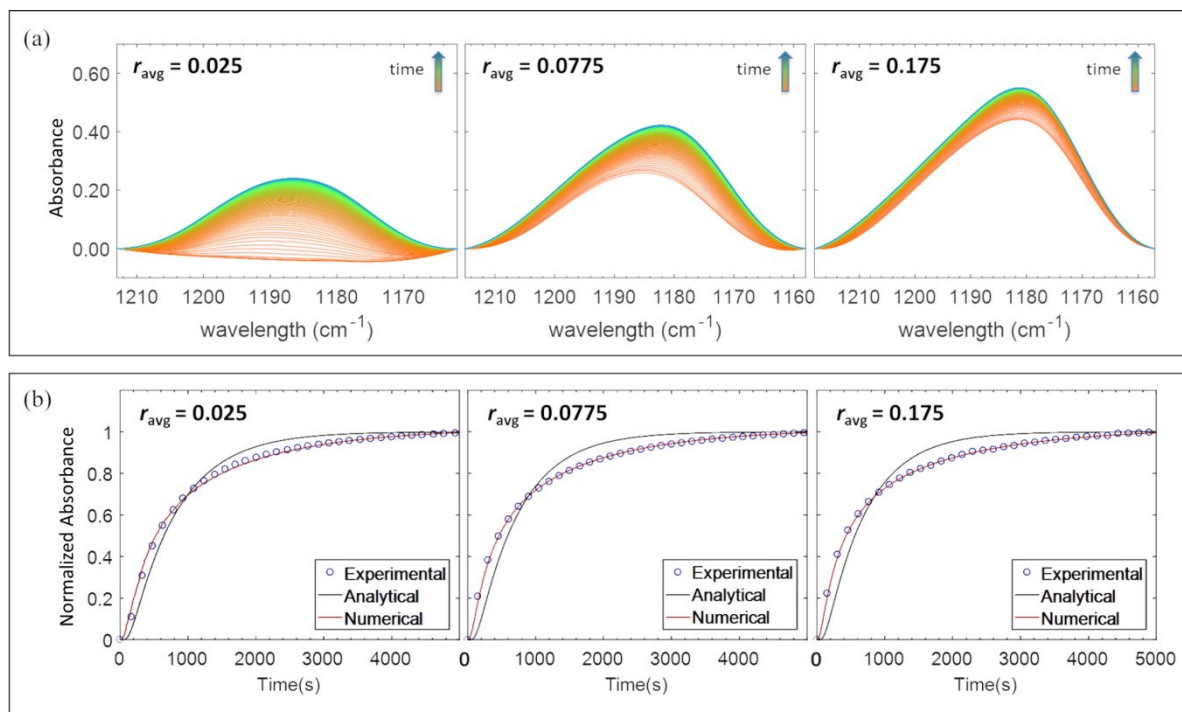 (a)
r_avg = 0.025
time
r_avg = 0.0775
time
r_avg = 0.175
time
Absorbance
0.60
0.40
0.20
0.00
1210 1200 1190 1180 1170
1210 1200 1190 1180 1170 1160
1210 1200 1190 1180 1170 1160
wavelength (cm⁻¹)
wavelength (cm⁻¹)
wavelength (cm⁻¹)
(b)
r_avg = 0.025
r_avg = 0.0775
r_avg = 0.175
Normalized Absorbance
1
0.8
0.6
0.4
0.2
0
Experimental
Analytical
Numerical
Experimental
Analytical
Numerical
Experimental
Analytical
Numerical
0 1000 2000 3000 4000
0 1000 2000 3000 4000
0 1000 2000 3000 4000 5000
Time(s)
Time(s)
Time(s)